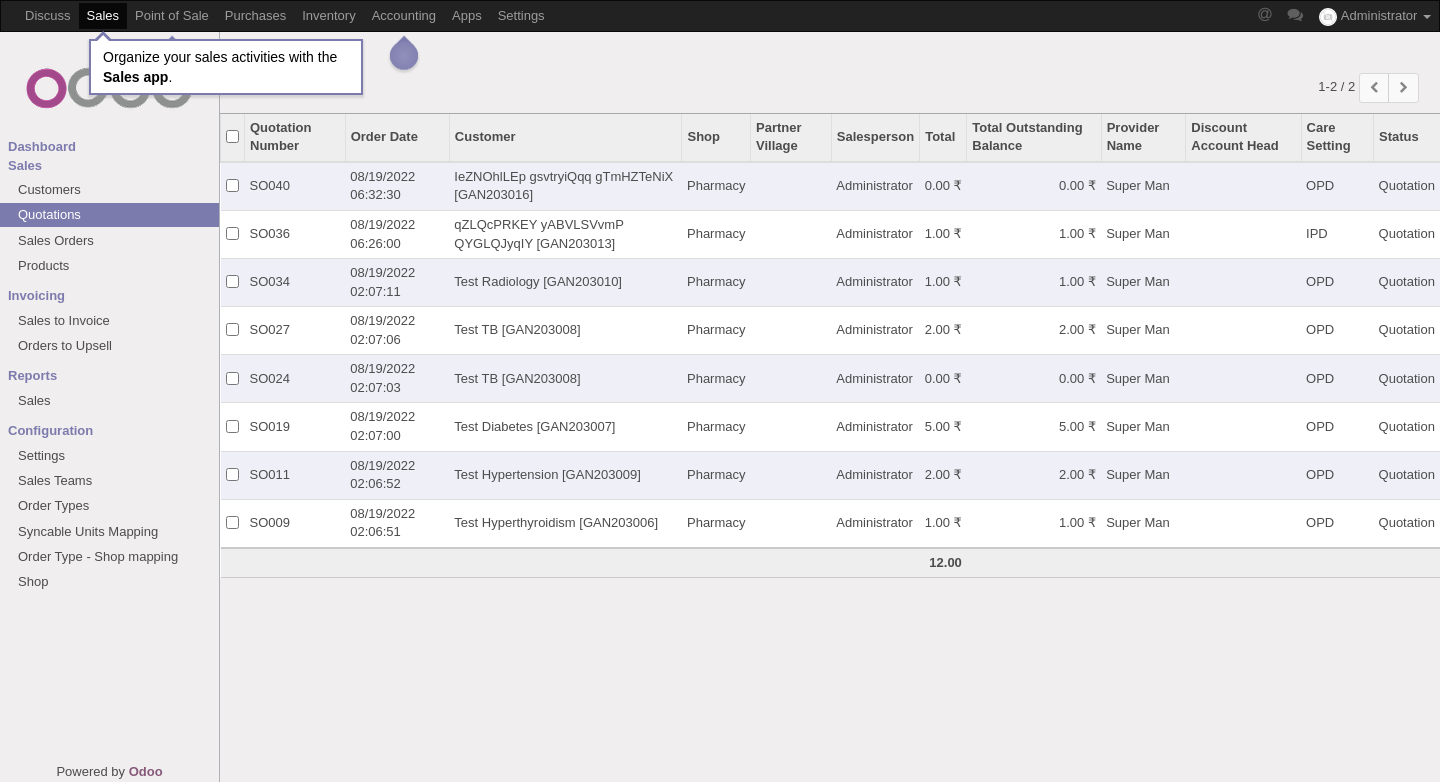 Discuss Sales Point of Sale Purchases Inventory Accounting Apps Settings @ Administrator
Organize your sales activities with the
Sales app.
1-2 / 2
Dashboard
Sales
Customers
Quotations
Sales Orders
Products
Invoicing
Sales to Invoice
Orders to Upsell
Reports
Sales
Configuration
Settings
Sales Teams
Order Types
Syncable Units Mapping
Order Type - Shop mapping
Shop
Powered by Odoo
Quotation Number Order Date Customer Shop Partner Village Salesperson Total Total Outstanding Balance Provider Name Discount Account Head Care Setting Status
SO040 08/19/2022 06:32:30 IeZNOhlLEp gsvtryiQqq gTmHZTeNiX [GAN203016] Pharmacy Administrator 0.00 ₹ 0.00 ₹ Super Man OPD Quotation
SO036 08/19/2022 06:26:00 qZLQcPRKEY yABVLSVvmP QYGLQJyqIY [GAN203013] Pharmacy Administrator 1.00 ₹ 1.00 ₹ Super Man IPD Quotation
SO034 08/19/2022 02:07:11 Test Radiology [GAN203010] Pharmacy Administrator 1.00 ₹ 1.00 ₹ Super Man OPD Quotation
SO027 08/19/2022 02:07:06 Test TB [GAN203008] Pharmacy Administrator 2.00 ₹ 2.00 ₹ Super Man OPD Quotation
SO024 08/19/2022 02:07:03 Test TB [GAN203008] Pharmacy Administrator 0.00 ₹ 0.00 ₹ Super Man OPD Quotation
SO019 08/19/2022 02:07:00 Test Diabetes [GAN203007] Pharmacy Administrator 5.00 ₹ 5.00 ₹ Super Man OPD Quotation
SO011 08/19/2022 02:06:52 Test Hypertension [GAN203009] Pharmacy Administrator 2.00 ₹ 2.00 ₹ Super Man OPD Quotation
SO009 08/19/2022 02:06:51 Test Hyperthyroidism [GAN203006] Pharmacy Administrator 1.00 ₹ 1.00 ₹ Super Man OPD Quotation
12.00